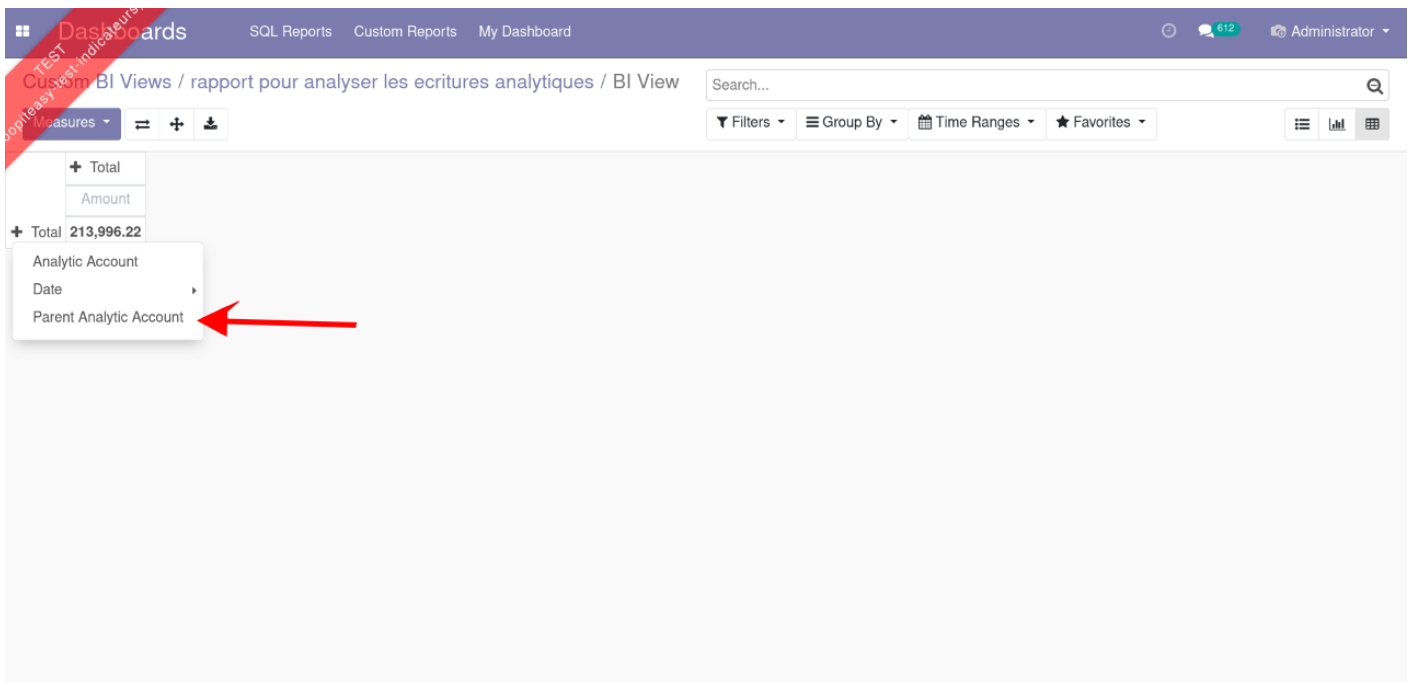 Dashboards SQL Reports Custom Reports My Dashboard 612 Administrator
TEST
Custom BI Views / rapport pour analyser les ecritures analytiques / BI View Search...
Measures Filters Group By Time Ranges Favorites
Total
Amount
Total 213,996.22
Analytic Account
Date
Parent Analytic Account